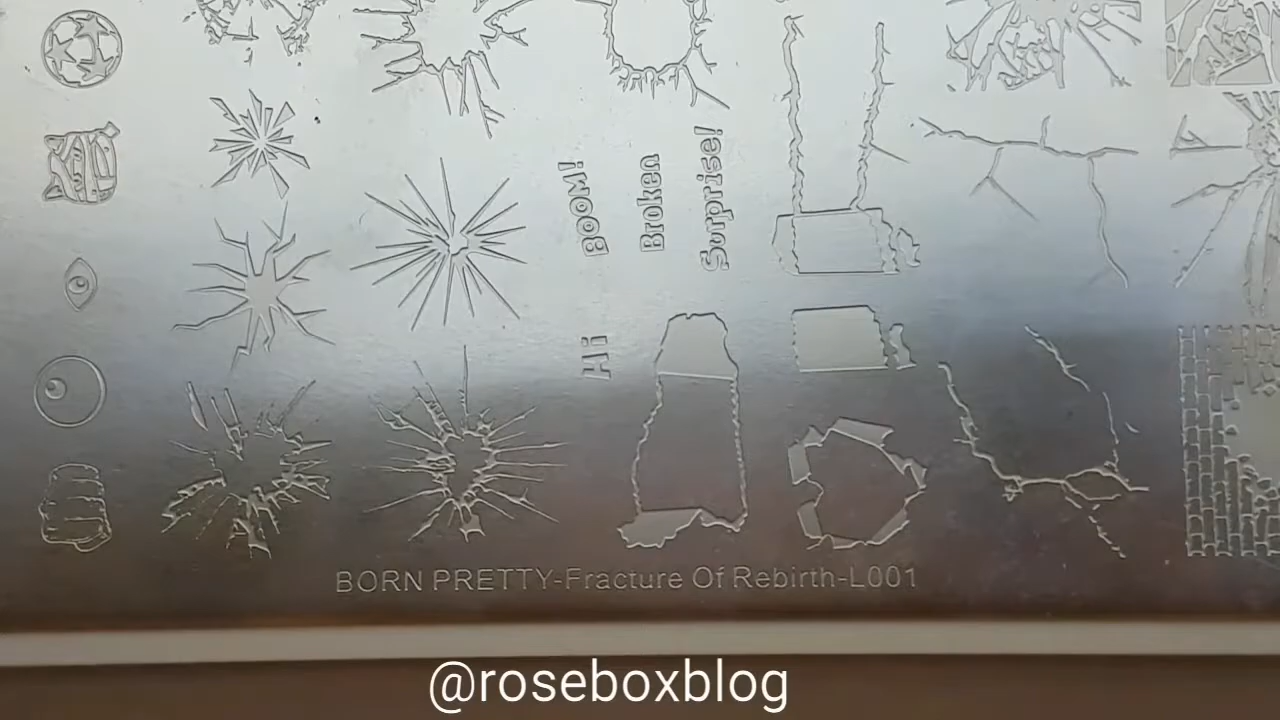 BOOM!
Broken
Surprise!
Hi
BORN PRETTY-Fracture Of Rebirth-L001
@roseboxblog